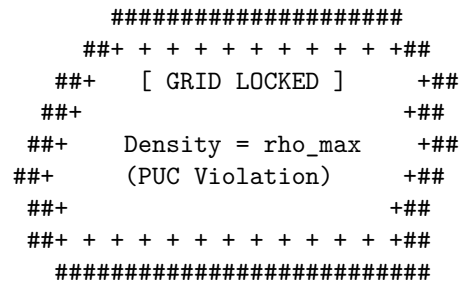 #####################
##+ + + + + + + + + + +##
##+ [ GRID LOCKED ] +##
##+ +##
##+ Density = rho_max +##
##+ (PUC Violation) +##
##+ +##
##+ + + + + + + + + + + + +##
###########################